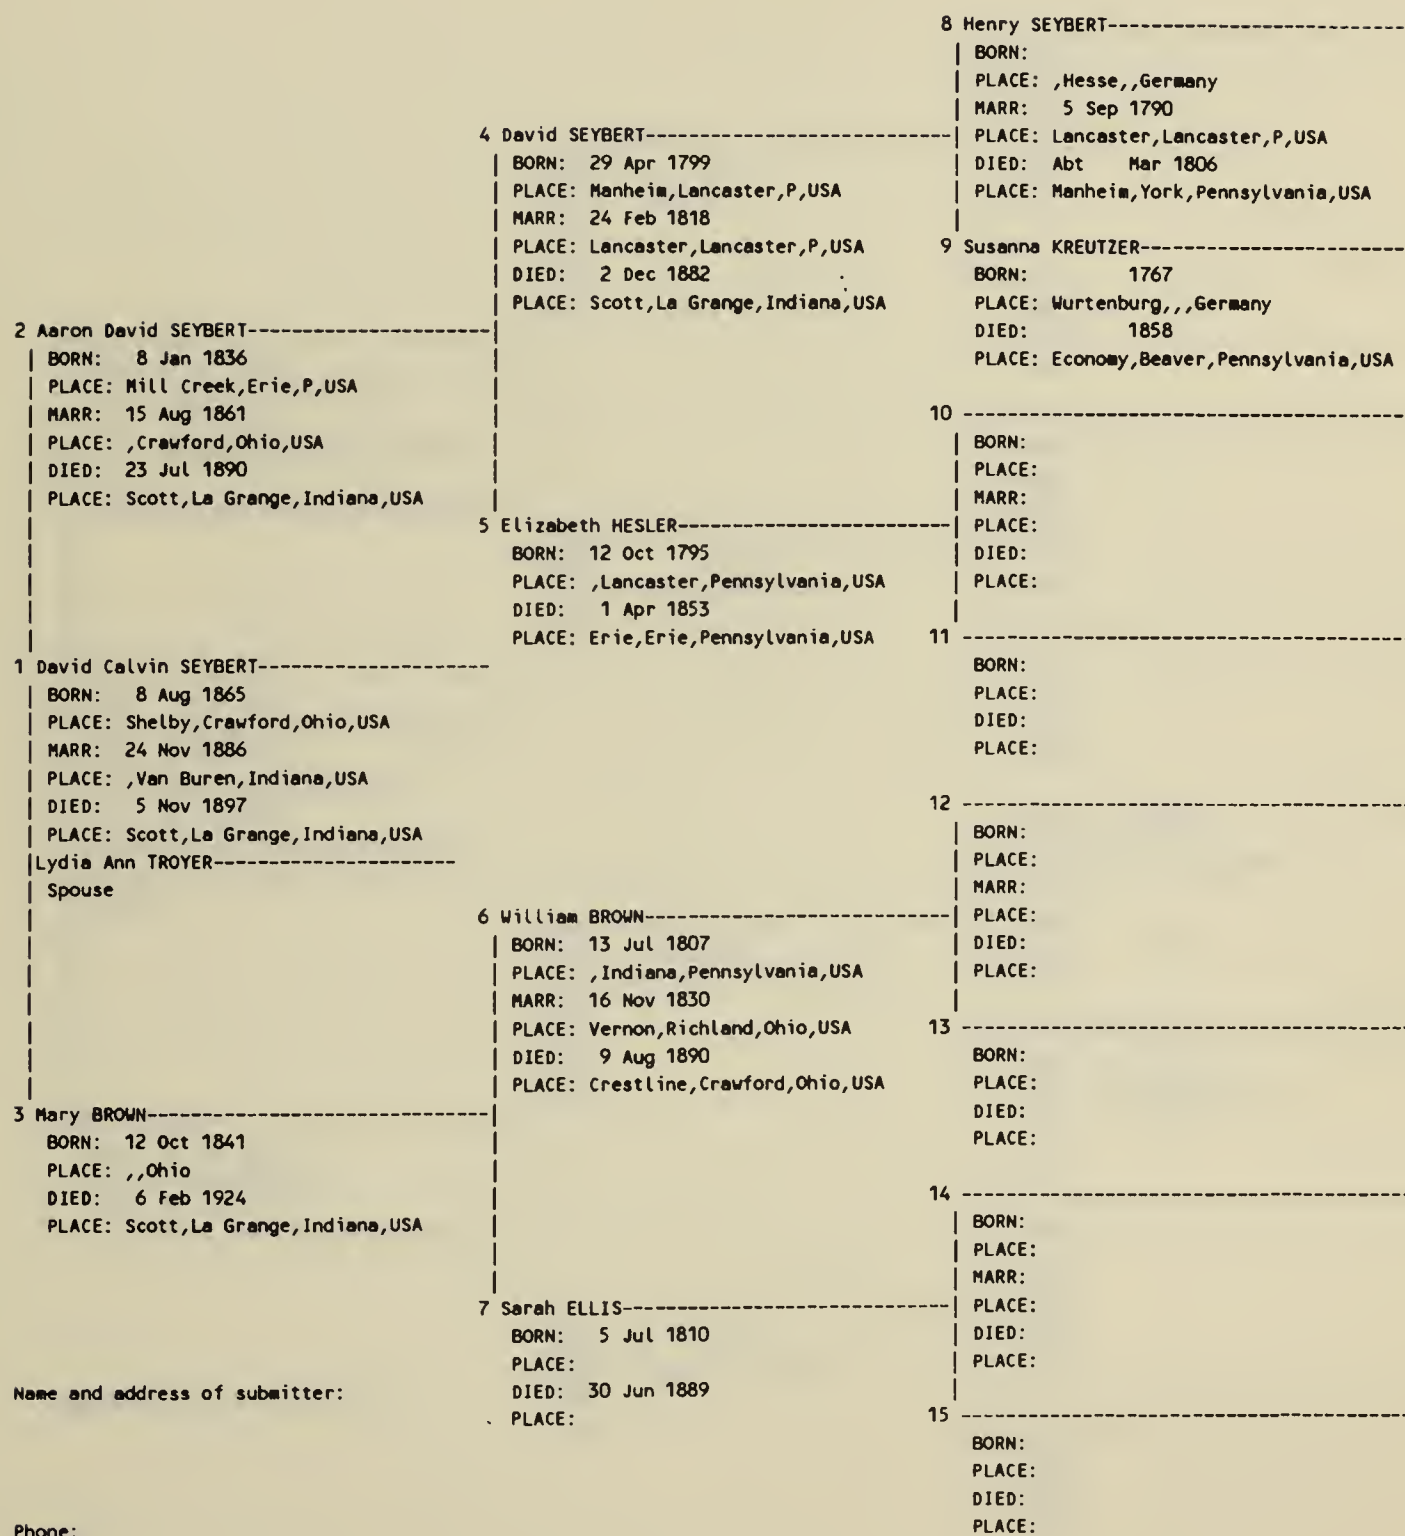 8 Henry SEYBERT
BORN:
PLACE: ,Hesse,,Germany
MARR: 5 Sep 1790
PLACE: Lancaster,Lancaster,P,USA
DIED: Abt Mar 1806
PLACE: Manheim,York,Pennsylvania,USA
4 David SEYBERT
BORN: 29 Apr 1799
PLACE: Manheim,Lancaster,P,USA
MARR: 24 Feb 1818
PLACE: Lancaster,Lancaster,P,USA
DIED: 2 Dec 1882
PLACE: Scott,La Grange,Indiana,USA
9 Susanna KREUTZER
BORN: 1767
PLACE: Wurtenburg,,,Germany
DIED: 1858
PLACE: Economy,Beaver,Pennsylvania,USA
2 Aaron David SEYBERT
BORN: 8 Jan 1836
PLACE: Mill Creek,Erie,P,USA
MARR: 15 Aug 1861
PLACE: ,Crawford,Ohio,USA
DIED: 23 Jul 1890
PLACE: Scott,La Grange,Indiana,USA
10
BORN:
PLACE:
MARR:
PLACE:
DIED:
PLACE:
5 Elizabeth HESLER
BORN: 12 Oct 1795
PLACE: ,Lancaster,Pennsylvania,USA
DIED: 1 Apr 1853
PLACE: Erie,Erie,Pennsylvania,USA
11
BORN:
PLACE:
DIED:
PLACE:
1 David Calvin SEYBERT
BORN: 8 Aug 1865
PLACE: Shelby,Crawford,Ohio,USA
MARR: 24 Nov 1886
PLACE: ,Van Buren,Indiana,USA
DIED: 5 Nov 1897
PLACE: Scott,La Grange,Indiana,USA
Lydia Ann TROYER
Spouse
12
BORN:
PLACE:
MARR:
PLACE:
DIED:
PLACE:
6 William BROWN
BORN: 13 Jul 1807
PLACE: ,Indiana,Pennsylvania,USA
MARR: 16 Nov 1830
PLACE: Vernon,Richland,Ohio,USA
DIED: 9 Aug 1890
PLACE: Crestline,Crawford,Ohio,USA
13
BORN:
PLACE:
DIED:
PLACE:
3 Mary BROWN
BORN: 12 Oct 1841
PLACE: ,,Ohio
DIED: 6 Feb 1924
PLACE: Scott,La Grange,Indiana,USA
14
BORN:
PLACE:
MARR:
PLACE:
DIED:
PLACE:
7 Sarah ELLIS
BORN: 5 Jul 1810
PLACE:
DIED: 30 Jun 1889
PLACE:
Name and address of submitter:
15
BORN:
PLACE:
DIED:
PLACE:
Phone: